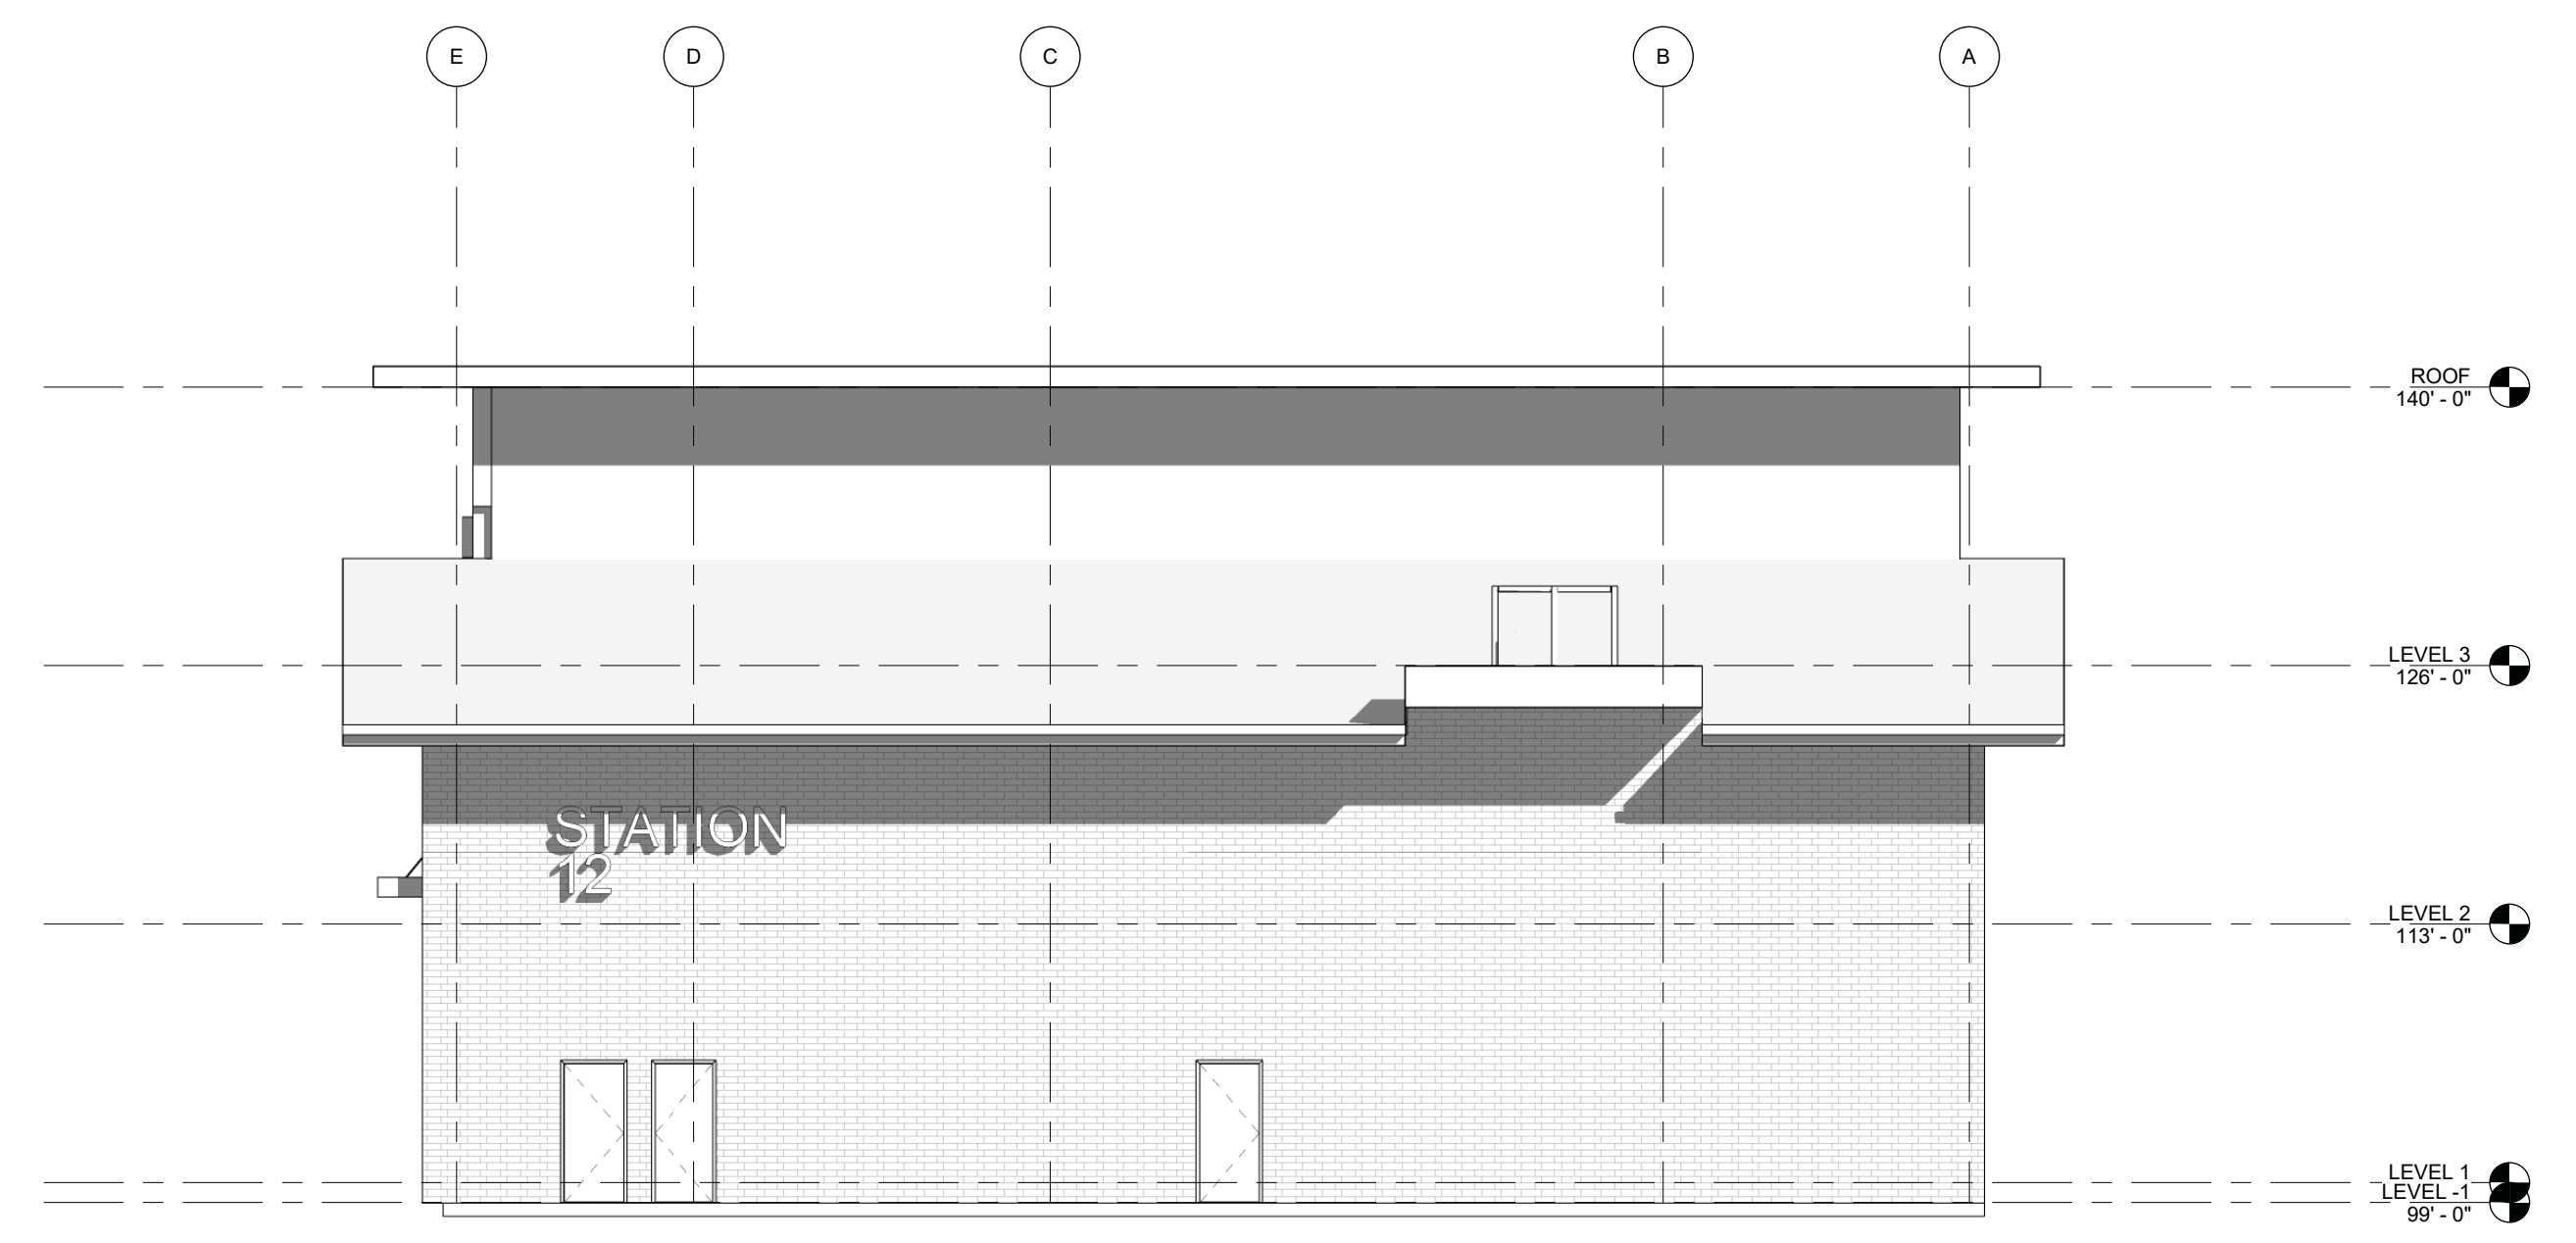 E D C B A
ROOF
140' - 0"
LEVEL 3
126' - 0"
STATION
12
LEVEL 2
113' - 0"
LEVEL 1
LEVEL -1
99' - 0"